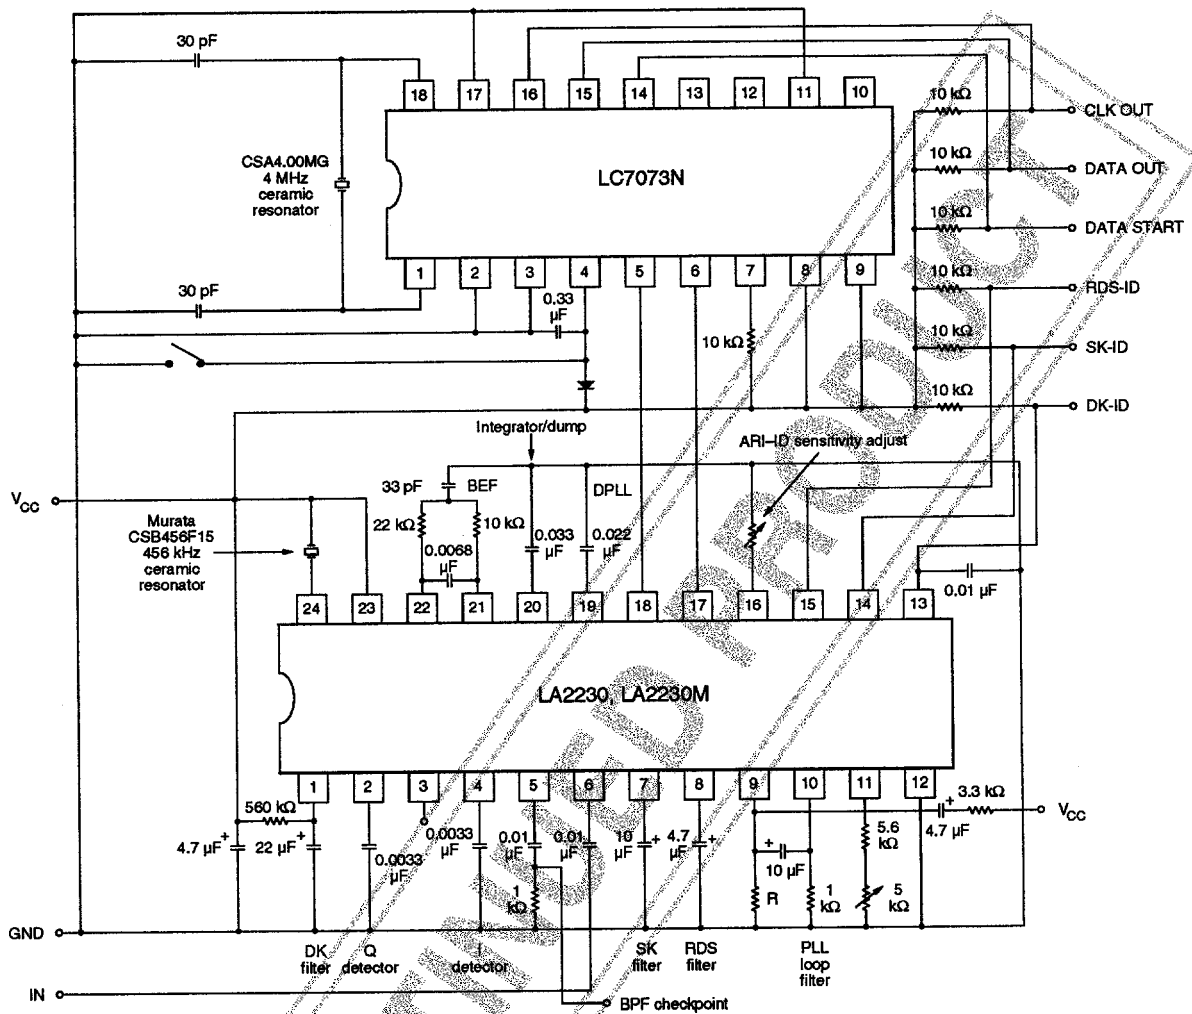 30 pF
18
17
16
15
14
13
12
11
10
10 kΩ
CLK OUT
CSA4.00MG
4 MHz
ceramic
resonator
LC7073N
10 kΩ
DATA OUT
10 kΩ
DATA START
1
2
3
4
5
6
7
8
9
30 pF
0.33
µF
10 kΩ
RDS-ID
10 kΩ
10 kΩ
SK-ID
10 kΩ
DK-ID
Integrator/dump
ARI–ID sensitivity adjust
VCC
33 pF
BEF
DPLL
Murata
CSB456F15
456 kHz
ceramic
resonator
22 kΩ
10 kΩ
0.0068
µF
0.033
µF
0.022
µF
0.01 µF
24
23
22
21
20
19
18
17
16
15
14
13
LA2230, LA2230M
1
2
3
4
5
6
7
8
9
10
11
12
560 kΩ
3.3 kΩ
VCC
4.7 µF
+
22 µF
+
0.0033
µF
0.0033
µF
0.01
µF
0.01
µF
10
µF
+
4.7
µF
+
+
4.7 µF
5.6
kΩ
+
10 µF
1
kΩ
R
1
kΩ
5
kΩ
GND
DK
filter
Q
detector
I
detector
SK
filter
RDS
filter
PLL
loop
filter
IN
BPF checkpoint
TINUED PRODUCT